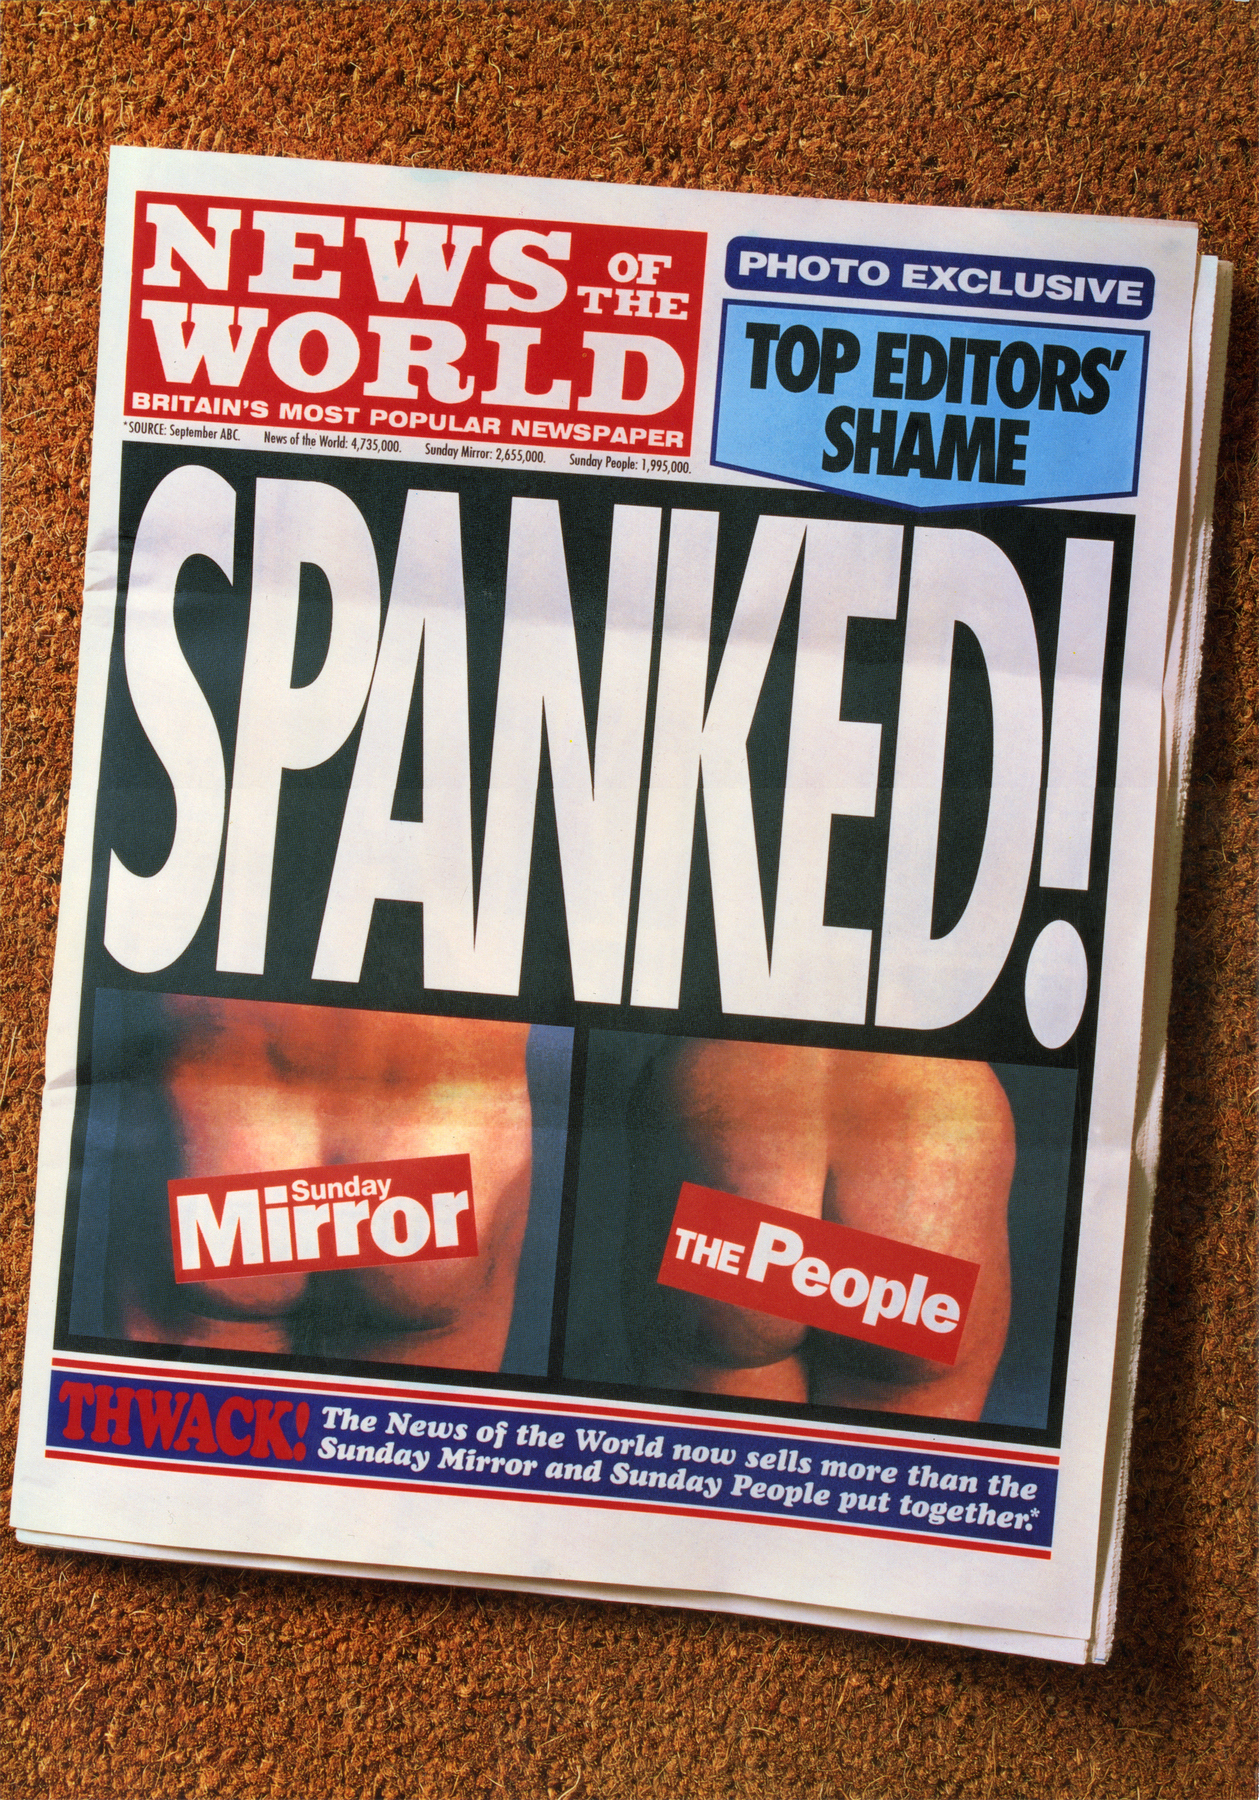 NEWS OF THE
WORLD
BRITAIN'S MOST POPULAR NEWSPAPER
*SOURCE: September ABC. News of the World: 4,735,000. Sunday Mirror: 2,655,000. Sunday People: 1,995,000.
PHOTO EXCLUSIVE
TOP EDITORS'
SHAME
SPANKED!
Sunday
Mirror
THE People
THWACK!
The News of the World now sells more than the
Sunday Mirror and Sunday People put together.*